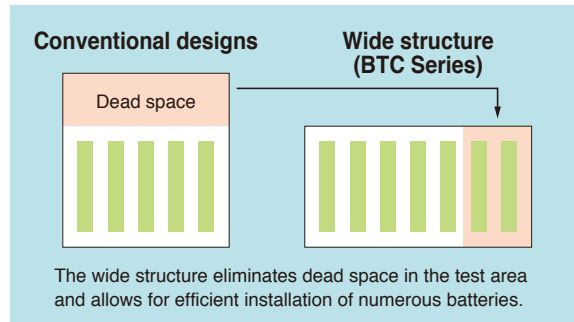 Conventional designs
Wide structure
(BTC Series)
Dead space
The wide structure eliminates dead space in the test area
and allows for efficient installation of numerous batteries.